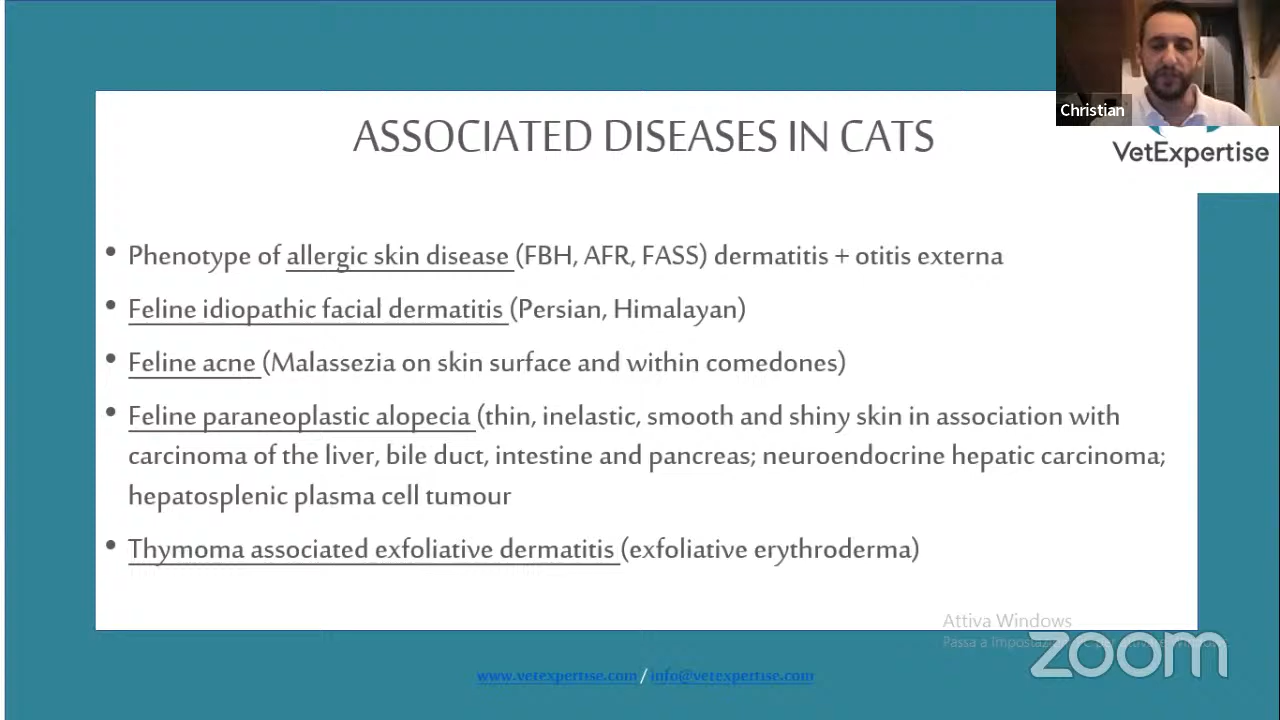 Christian
VetExpertise
ASSOCIATED DISEASES IN CATS
• Phenotype of allergic skin disease (FBH, AFR, FASS) dermatitis + otitis externa
• Feline idiopathic facial dermatitis (Persian, Himalayan)
• Feline acne (Malassezia on skin surface and within comedones)
• Feline paraneoplastic alopecia (thin, inelastic, smooth and shiny skin in association with
carcinoma of the liver, bile duct, intestine and pancreas; neuroendocrine hepatic carcinoma;
hepatosplenic plasma cell tumour
• Thymoma associated exfoliative dermatitis (exfoliative erythroderma)
Attiva Windows
Passa a
zoom
www.vetexpertise.com / info@vetexpertise.com